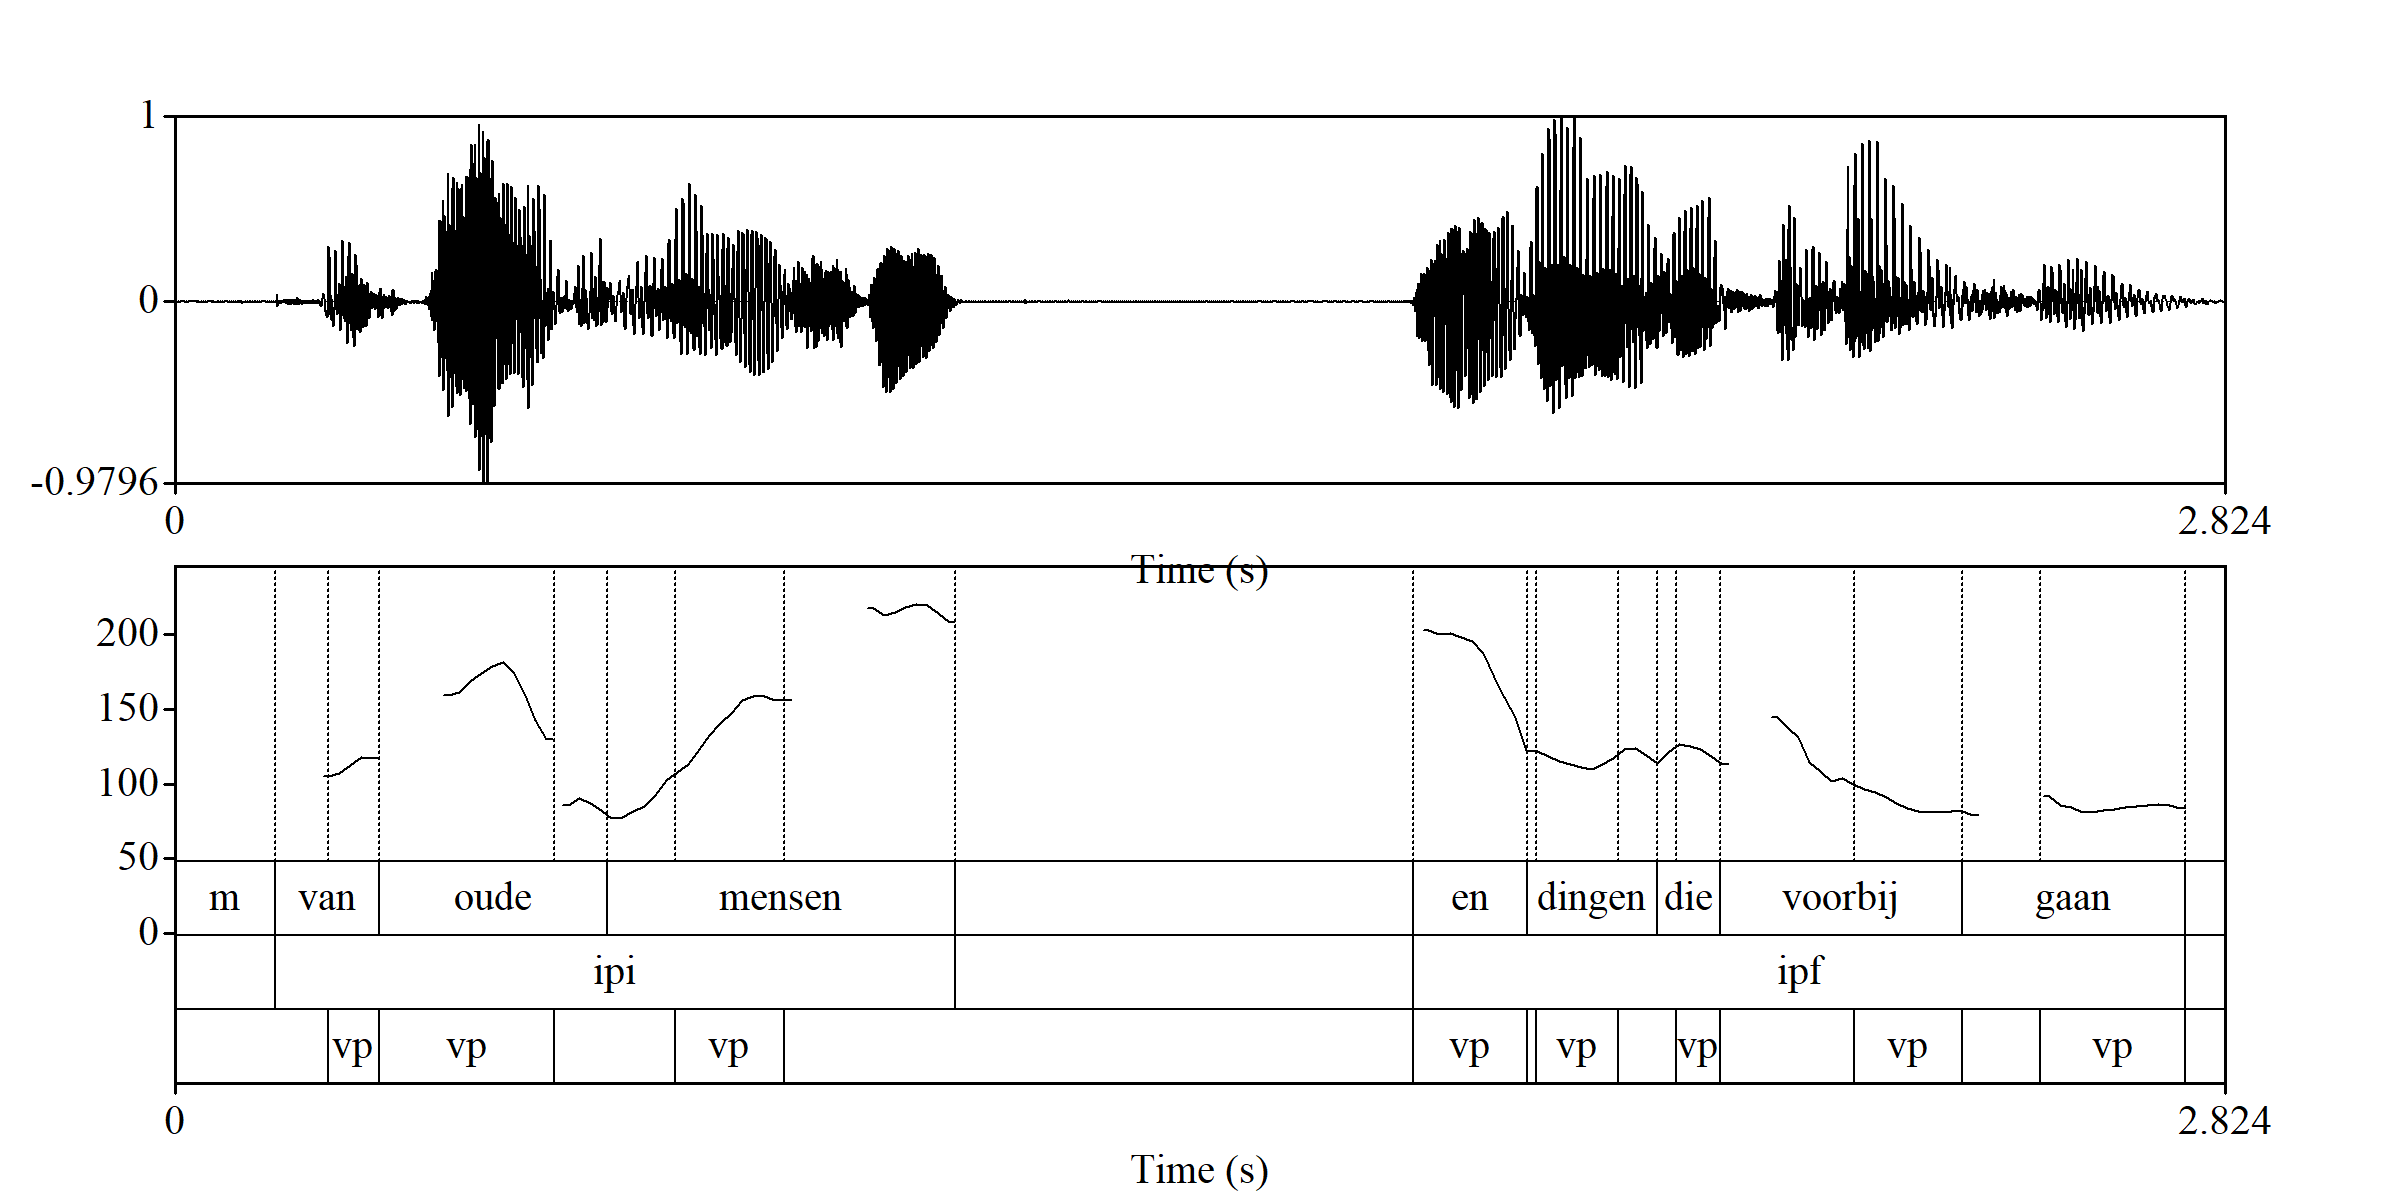 1
0
-0.9796
0 2.824
Time (s)
200
150
100
50
0
m van oude mensen en dingen die voorbij gaan
ipi ipf
vp vp vp vp vp vp vp vp
0 2.824
Time (s)